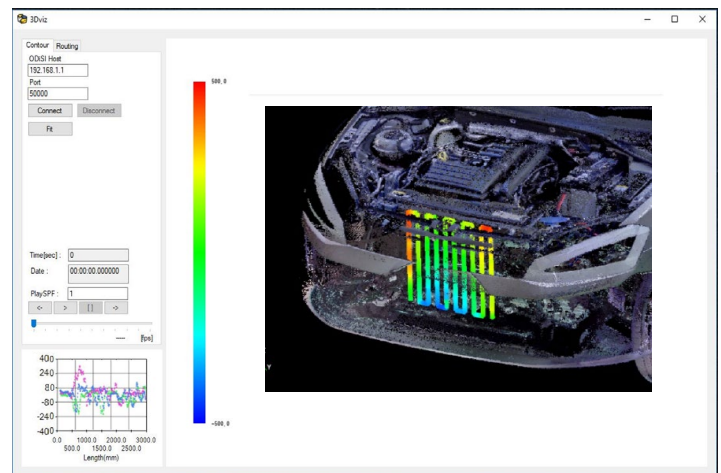 3Dviz
Contour Routing
ODiSI Host
192.168.1.1
Port
50000
Connect Disconnect
Fit
Time[sec] : 0
Date : 00:00:00.000000
PlaySPF : 1
<- > [ ] ->
---- [fps]
500.0
-500.0
Y
400
240
80
-80
-240
-400
0.0 1000.0 2000.0 3000.0
500.0 1500.0 2500.0
Length(mm)